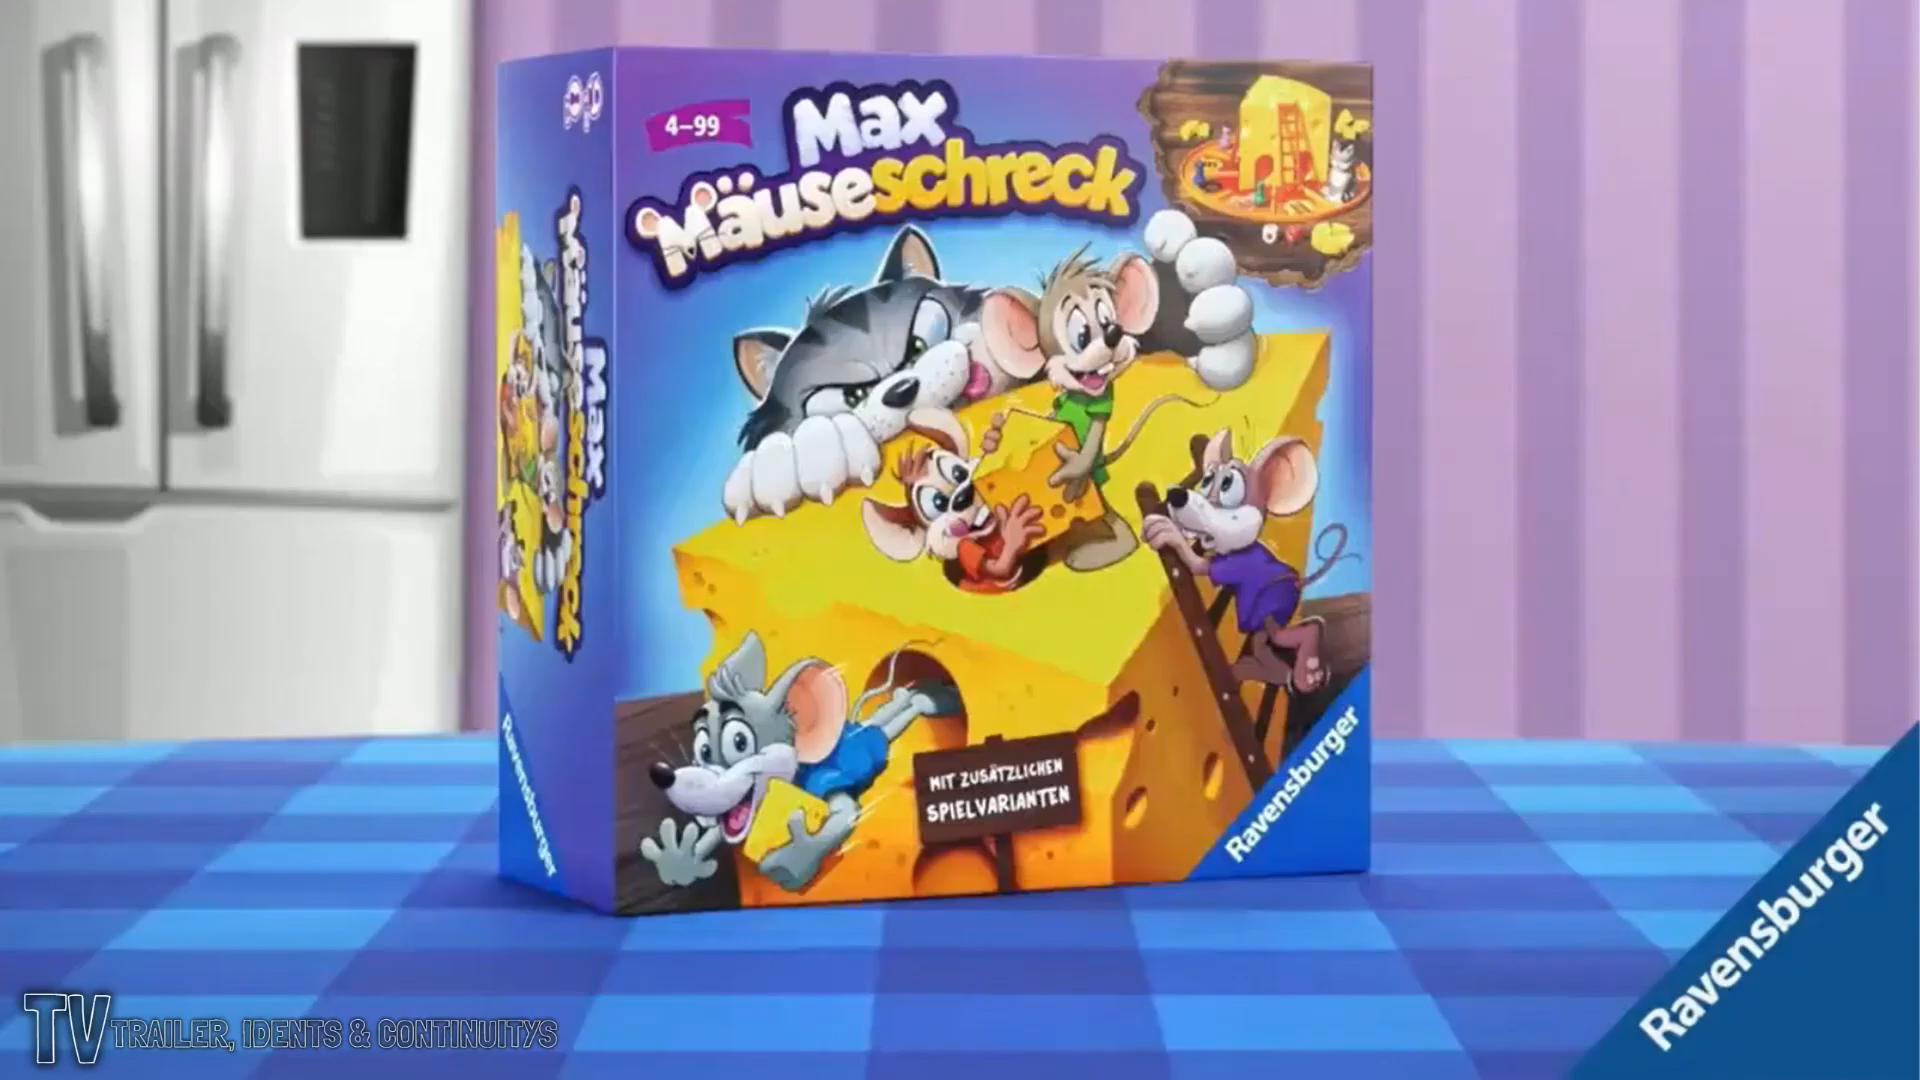 4–99
Max
Mäuseschreck
Max
Mäuseschreck
MIT ZUSÄTZLICHEN
SPIELVARIANTEN
Ravensburger
Ravensburger
Ravensburger
TV TRAILER, IDENTS & CONTINUITYS